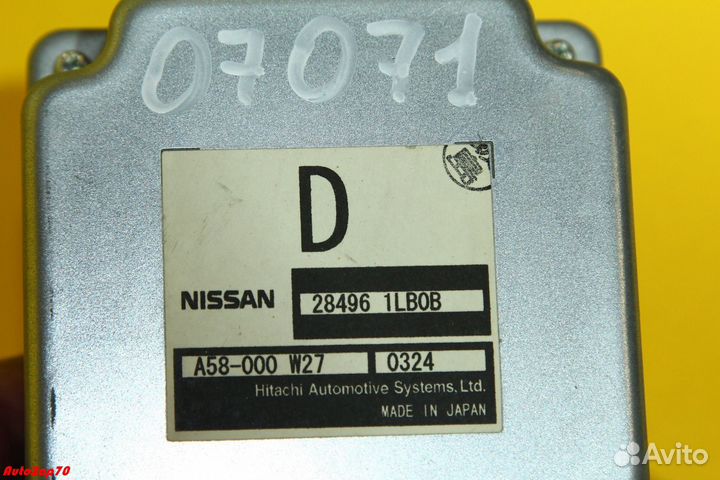 07071
D
NISSAN 28496 1LB0B
A58-000 W27 0324
Hitachi Automotive Systems, Ltd.
MADE IN JAPAN
AutoZap70
Avito